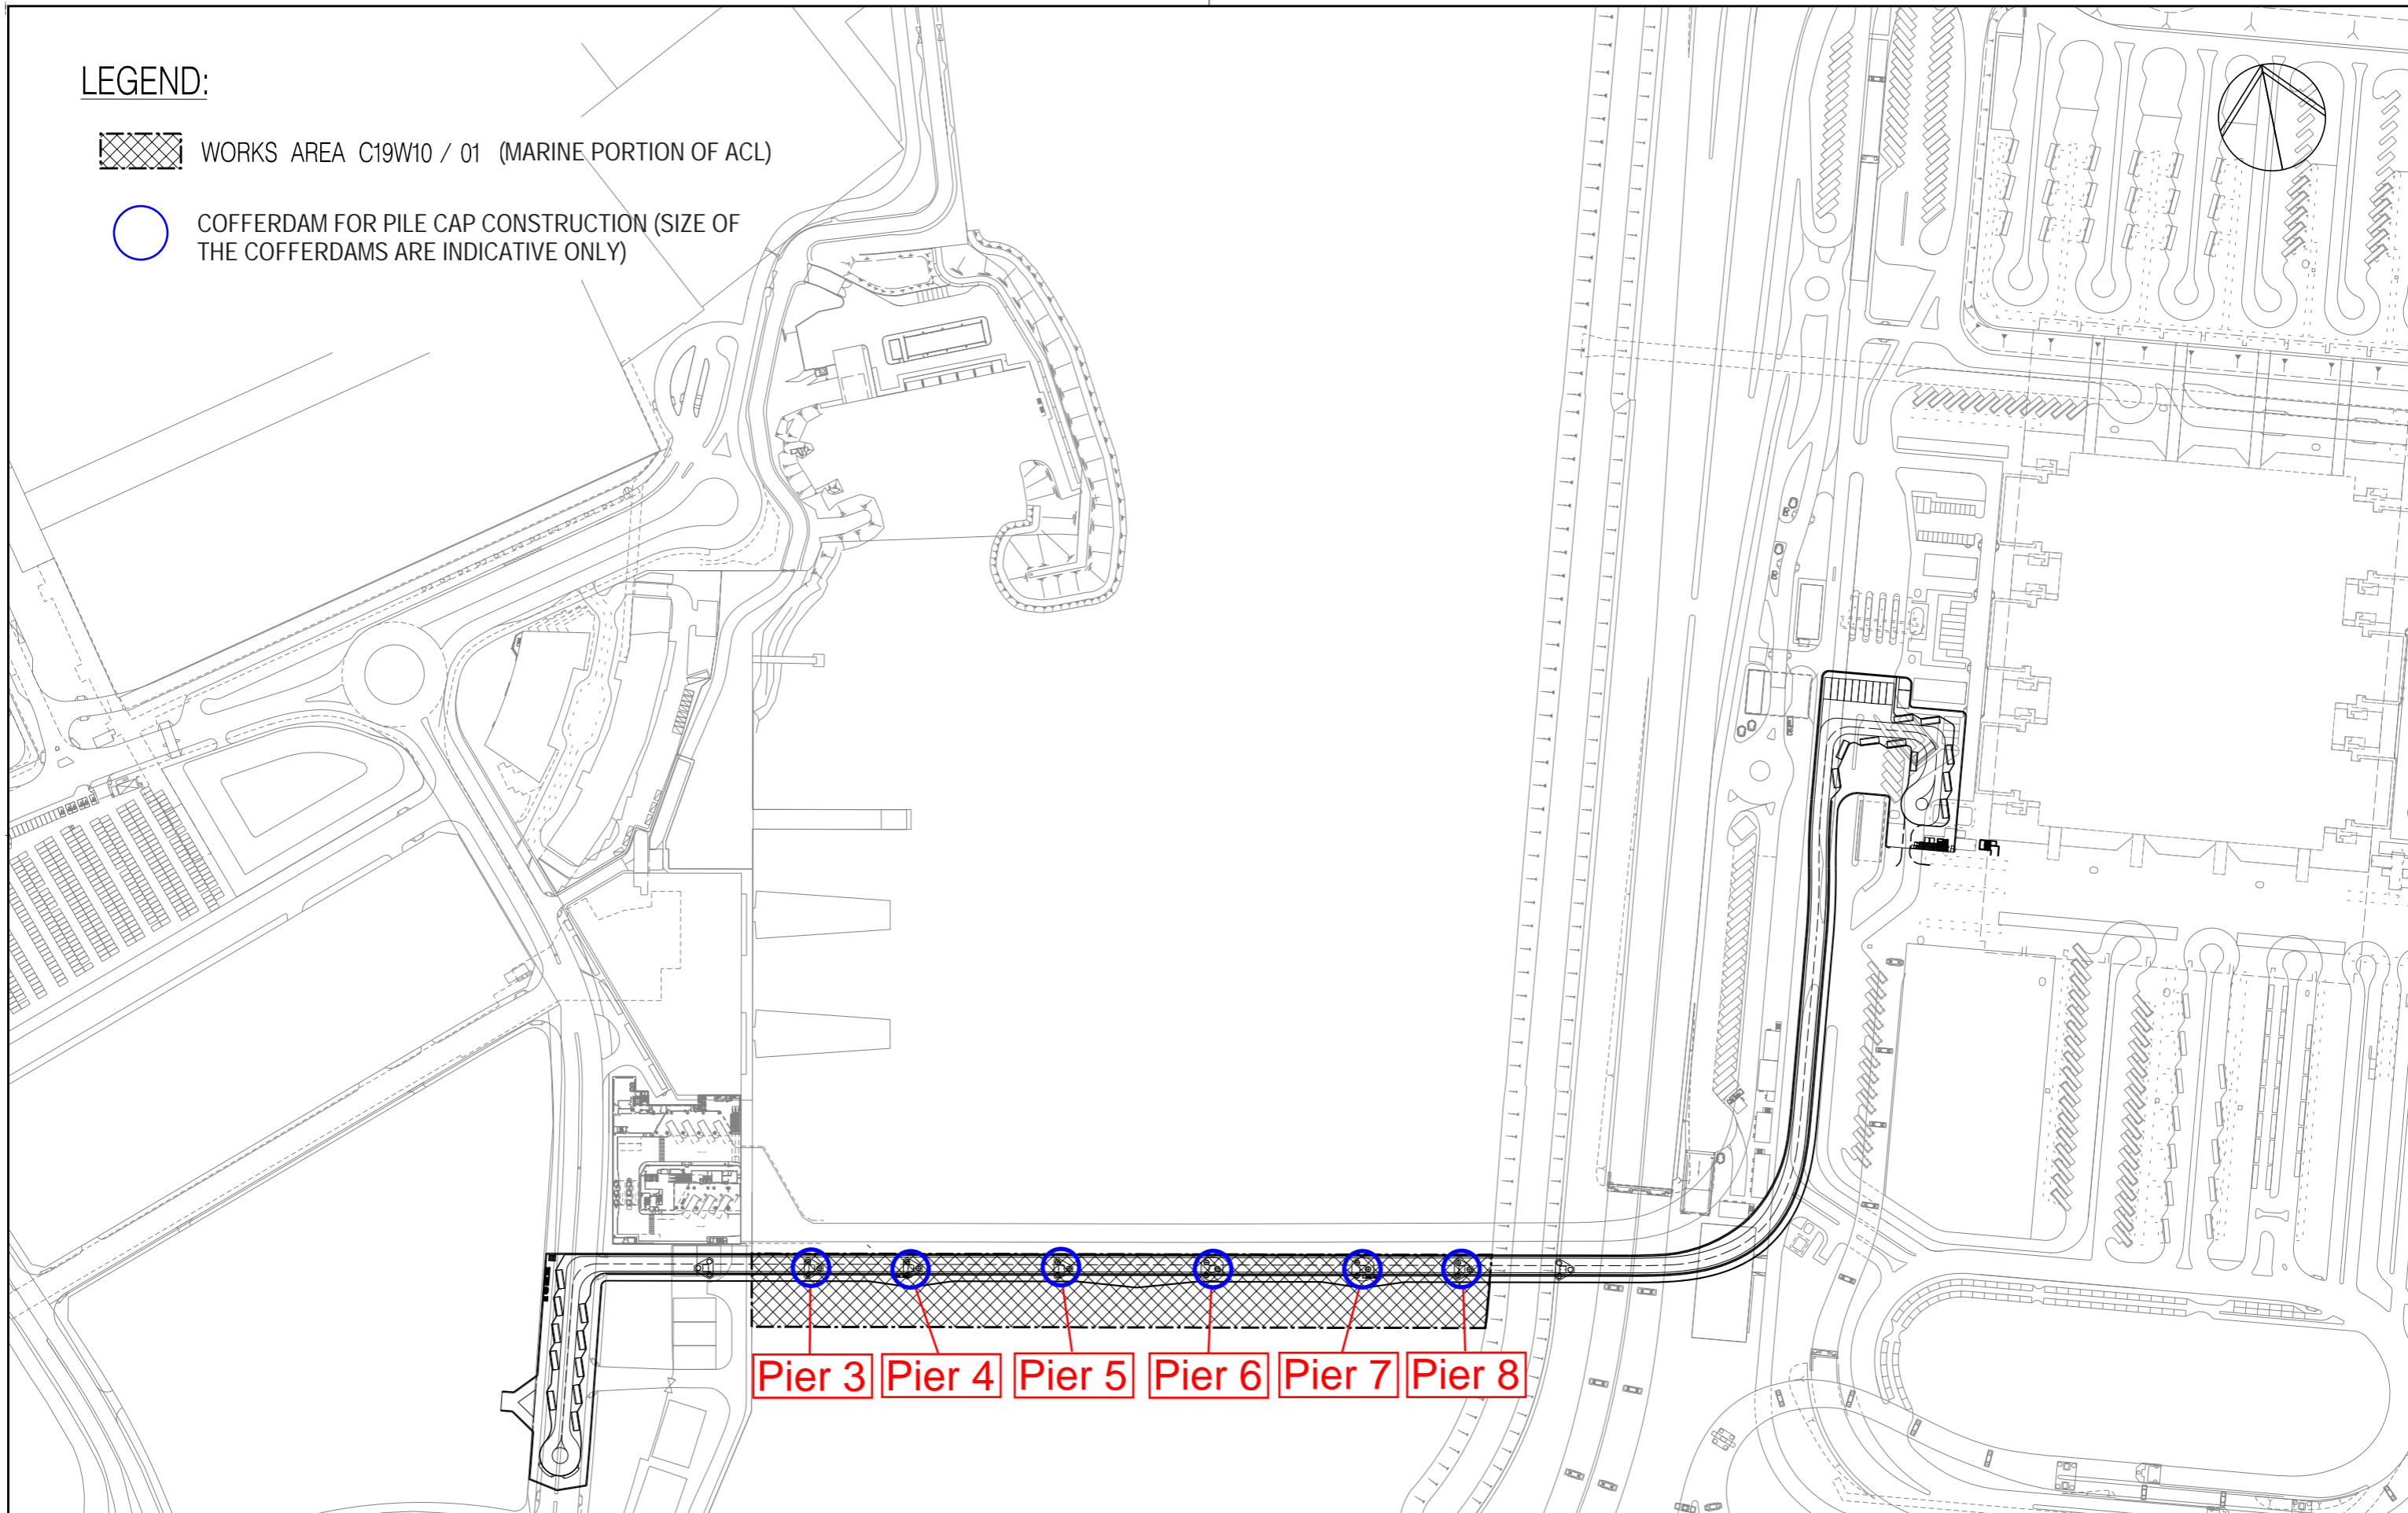 LEGEND:
WORKS AREA C19W10 / 01 (MARINE PORTION OF ACL)
COFFERDAM FOR PILE CAP CONSTRUCTION (SIZE OF
THE COFFERDAMS ARE INDICATIVE ONLY)
Pier 3
Pier 4
Pier 5
Pier 6
Pier 7
Pier 8